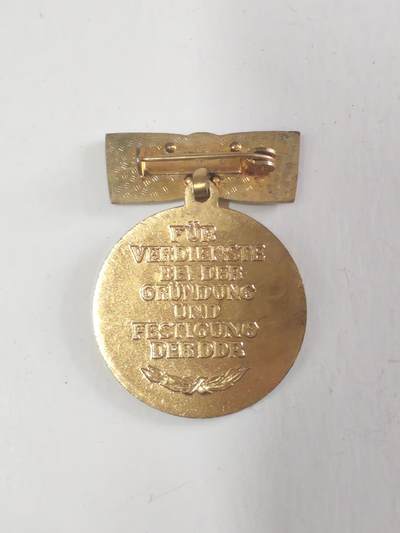 FÜR
VERDIENSTE
BEI DER
GRÜNDUNG
UND
FESTIGUNG
DER DDR